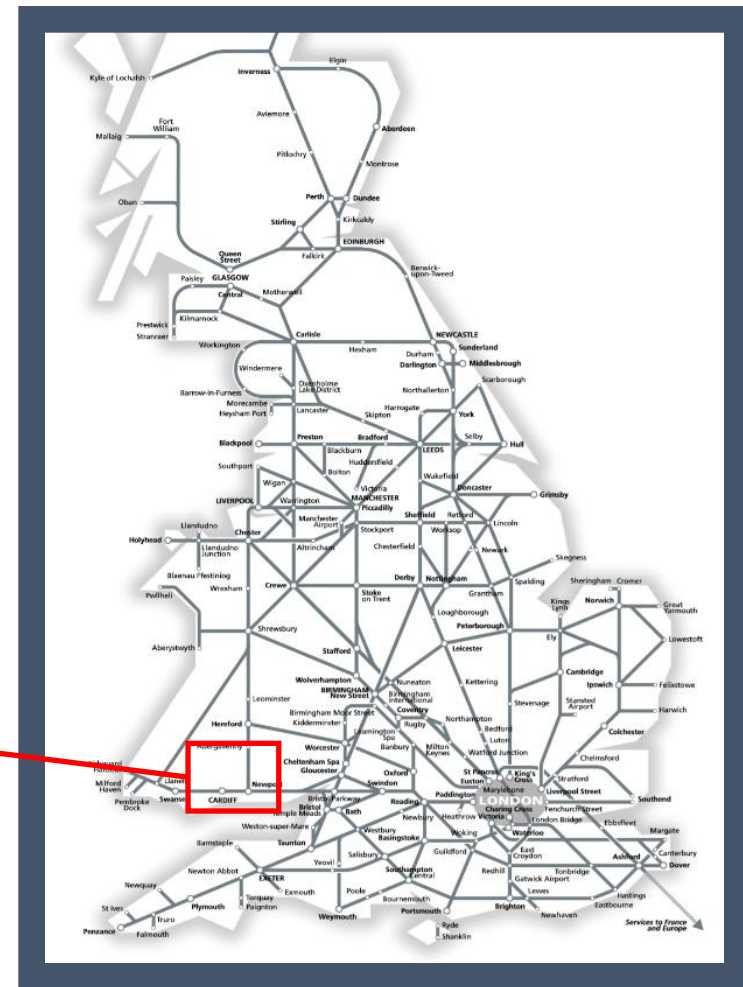 Elgin
Inverness
Kyle of Lochalsh
Aviemore
Fort
William
Aberdeen
Mallaig
Pitlochry
Montrose
Perth
Dundee
Oban
Kirkcaldy
Stirling
EDINBURGH
Queen
Street
Falkirk
Berwick-
upon-Tweed
Paisley
GLASGOW
Central
Motherwell
Kilmarnock
Prestwick
Stranraer
Carlisle
NEWCASTLE
Workington
Hexham
Sunderland
Durham
Darlington
Middlesbrough
Windermere
Scarborough
Oxenholme
Lake District
Northallerton
Barrow-in-Furness
Morecambe
Heysham Port
Lancaster
Harrogate
York
Skipton
Blackpool
Preston
Bradford
Selby
Hull
Blackburn
LEEDS
Southport
Huddersfield
Bolton
Wakefield
Wigan
Victoria
Doncaster
Grimsby
LIVERPOOL
Warrington
MANCHESTER
Piccadilly
Manchester
Airport
Sheffield
Retford
Lincoln
Llandudno
Stockport
Worksop
Holyhead
Chester
Llandudno
Junction
Altrincham
Chesterfield
Newark
Skegness
Blaenau Ffestiniog
Pwllheli
Wrexham
Crewe
Stoke
on Trent
Derby
Nottingham
Grantham
Spalding
Sheringham
Cromer
Kings
Lynn
Norwich
Great
Yarmouth
Loughborough
Peterborough
Shrewsbury
Ely
Lowestoft
Aberystwyth
Stafford
Leicester
Wolverhampton
BIRMINGHAM
New Street
Nuneaton
Kettering
Cambridge
Ipswich
Felixstowe
Birmingham
International
Leominster
Coventry
Stevenage
Stansted
Airport
Harwich
Birmingham Moor Street
Kidderminster
Rugby
Northampton
Hereford
Leamington
Spa
Bedford
Colchester
Abergavenny
Worcester
Banbury
Milton
Keynes
Luton
Cheltenham Spa
Gloucester
Watford Junction
Chelmsford
Oxford
St Pancras
Euston
King's
Cross
Stratford
Milford
Haven
Newport
Swindon
Marylebone
Liverpool Street
Swansea
CARDIFF
Paddington
LONDON
Southend
Pembroke
Dock
Bristol Parkway
Bristol
Temple Meads
Bath
Reading
Charing Cross
Fenchurch Street
Newbury
Heathrow
Victoria
London Bridge
Ebbsfleet
Weston-super-Mare
Westbury
Basingstoke
Woking
Waterloo
Margate
Barnstaple
Taunton
Salisbury
Guildford
East
Croydon
Canterbury
Yeovil
Ashford
Dover
Newton Abbot
EXETER
Southampton
Central
Redhill
Tonbridge
Gatwick Airport
Newquay
Exmouth
Poole
Lewes
Hastings
St Ives
Plymouth
Torquay
Paignton
Bournemouth
Brighton
Eastbourne
Truro
Weymouth
Portsmouth
Newhaven
Penzance
Falmouth
Ryde
Shanklin
Services to France
and Europe